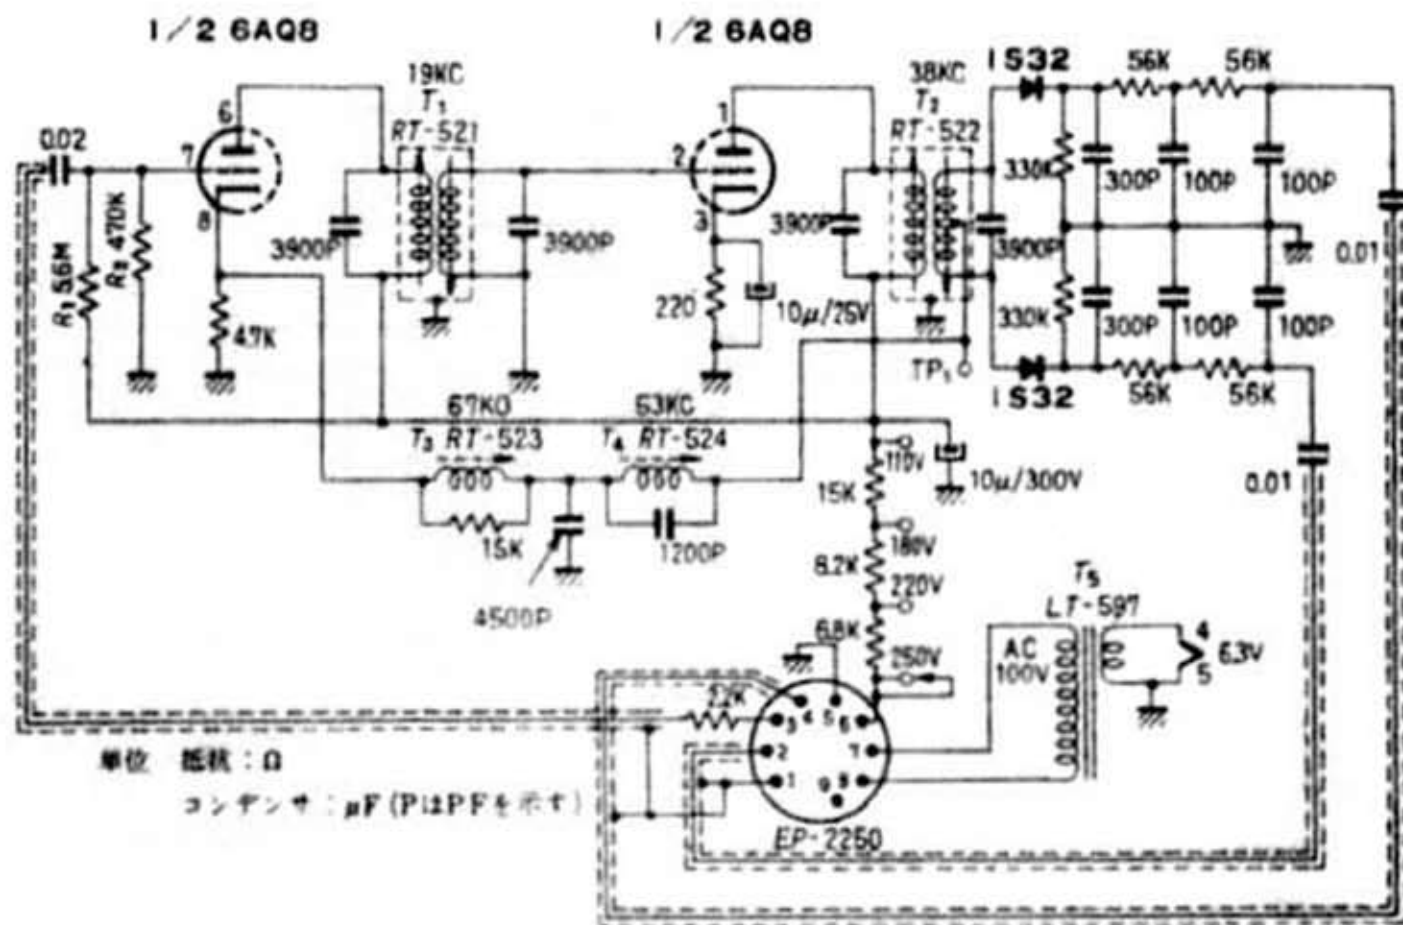 1/2 6AQ8
1/2 6AQ8
19KC
T₁
RT-521
38KC
T₂
RT-522
1S32
56K
56K
0.02
7
6
8
2
1
3
R₁ 5.6M
R₂ 470K
3900P
3900P
3900P
3900P
330K
300P
100P
100P
0.01
4.7K
220
10μ/25V
330K
300P
100P
100P
TP₁
1S32
56K
56K
63KC
T₃ RT-523
T₄ RT-524
110V
10μ/300V
0.01
15K
15K
1200P
180V
8.2K
220V
4500P
6.8K
250V
T₅
LT-597
AC
100V
4
5
6.3V
2.2K
3
4
5
6
2
7
1
9
8
EP-2250
単位 抵抗：Ω
コンデンサ：μF (PはPFを示す)